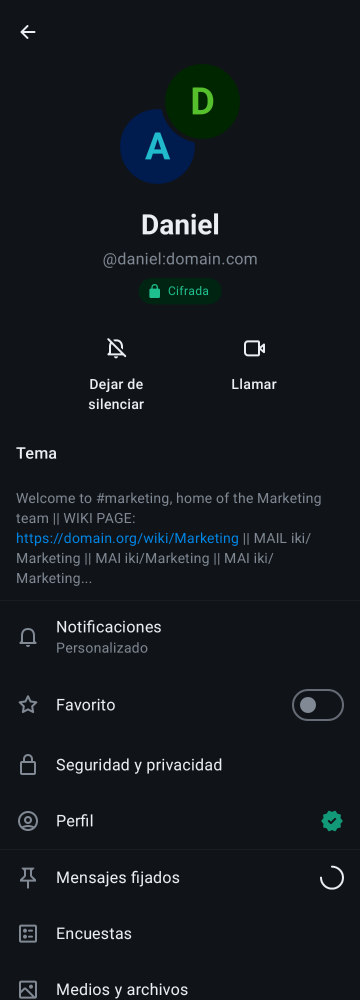 D
A
Daniel
@daniel:domain.com
Cifrada
Dejar de
silenciar
Llamar
Tema
Welcome to #marketing, home of the Marketing
team || WIKI PAGE:
https://domain.org/wiki/Marketing || MAIL iki/
Marketing || MAI iki/Marketing || MAI iki/
Marketing...
Notificaciones
Personalizado
Favorito
Seguridad y privacidad
Perfil
Mensajes fijados
Encuestas
Medios y archivos